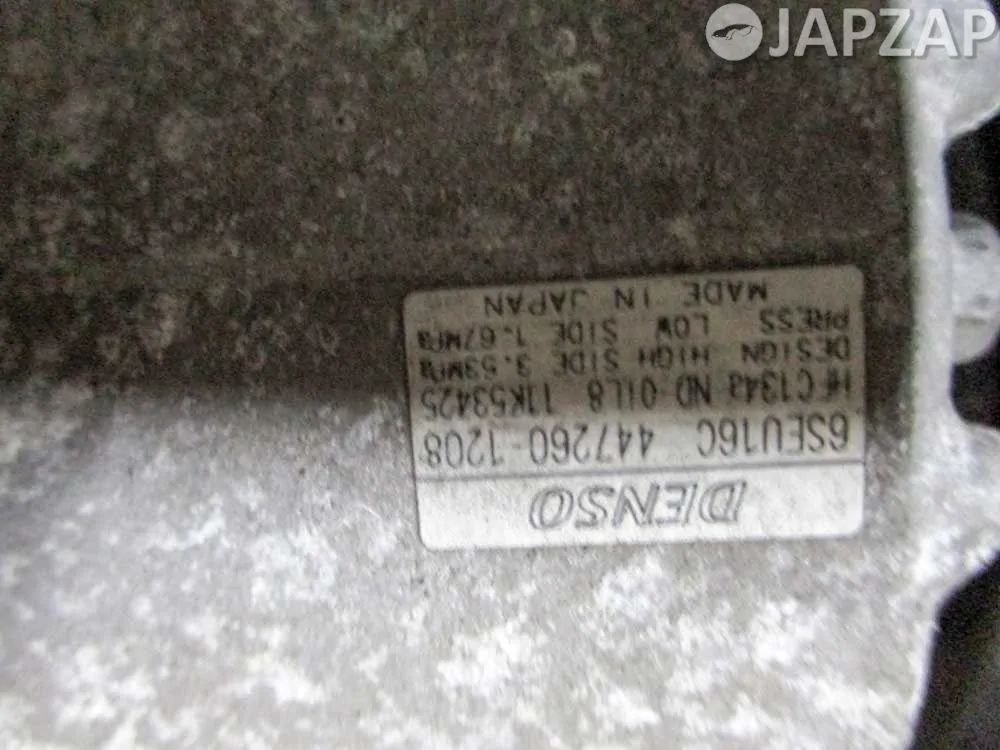 JAPZAP
DENSO
6SEU16C 447260-1208
HFC134a ND-OIL8 11K53425
DESIGN HIGH SIDE 3.53MPa
PRESS LOW SIDE 1.67MPa
MADE IN JAPAN